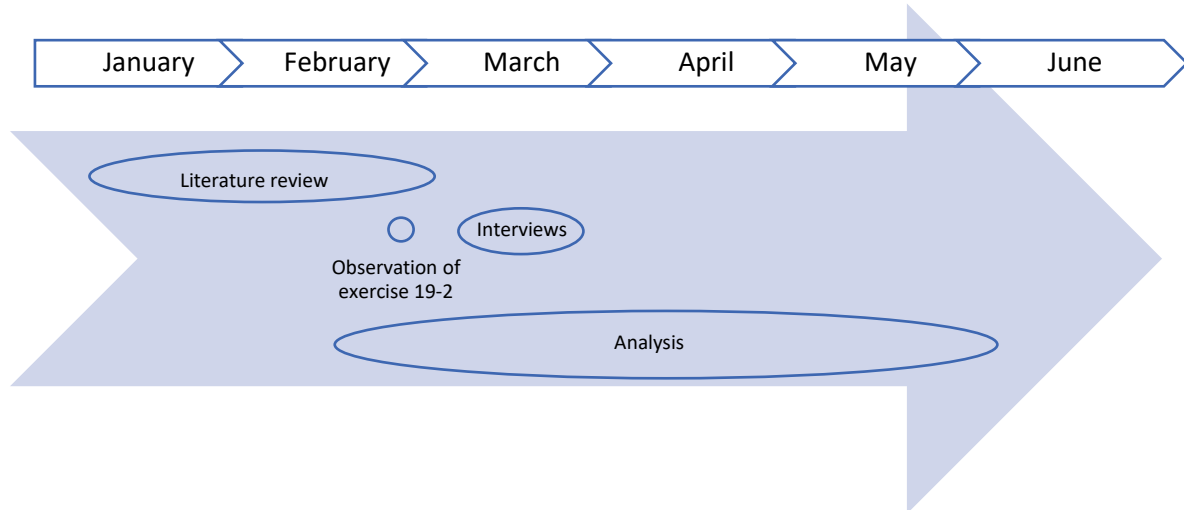 January February March April May June
Literature review
Interviews
Observation of
exercise 19-2
Analysis